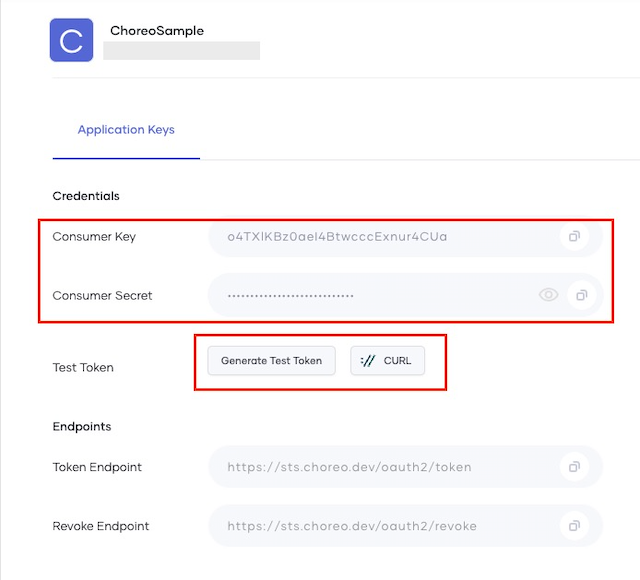 C
ChoreoSample
Application Keys
Credentials
Consumer Key o4TXlKBz0ael4BtwcccExnur4CUa
Consumer Secret •••••••••••••••••••••••••••
Test Token Generate Test Token CURL
Endpoints
Token Endpoint https://sts.choreo.dev/oauth2/token
Revoke Endpoint https://sts.choreo.dev/oauth2/revoke